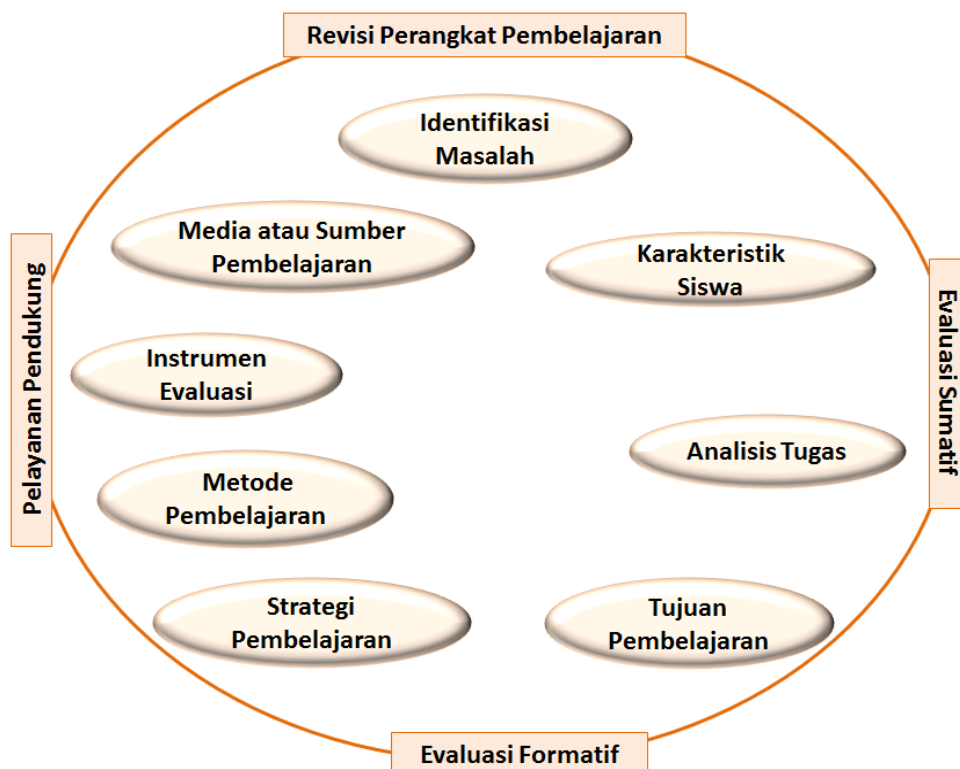 Revisi Perangkat Pembelajaran
Identifikasi
Masalah
Media atau Sumber
Pembelajaran
Karakteristik
Siswa
Pelayanan Pendukung
Evaluasi Sumatif
Instrumen
Evaluasi
Analisis Tugas
Metode
Pembelajaran
Strategi
Pembelajaran
Tujuan
Pembelajaran
Evaluasi Formatif